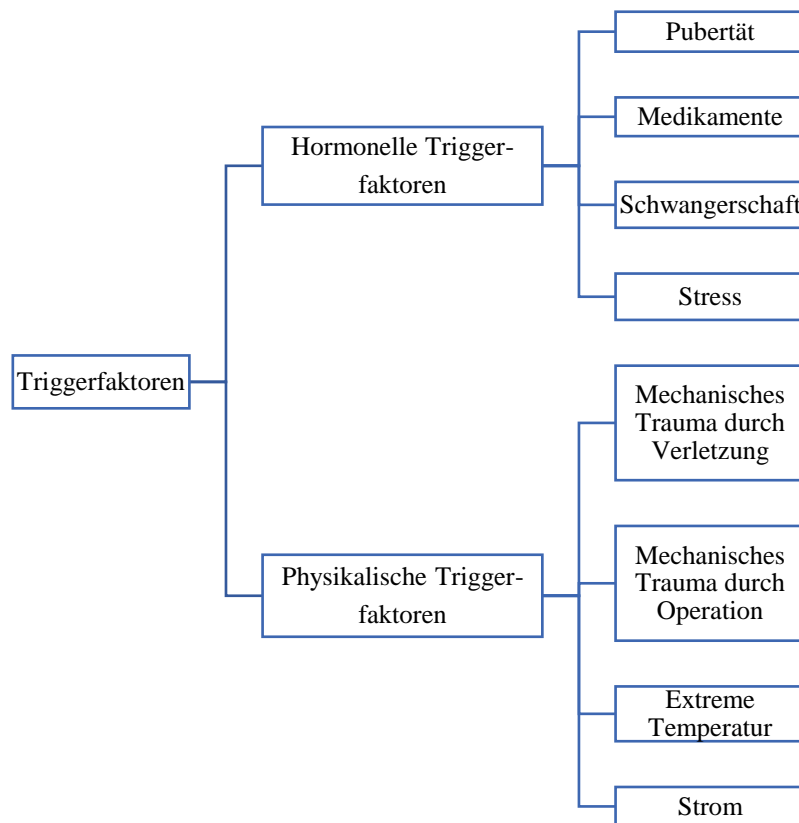 Triggerfaktoren
Hormonelle Trigger-
faktoren
Pubertät
Medikamente
Schwangerschaft
Stress
Physikalische Trigger-
faktoren
Mechanisches
Trauma durch
Verletzung
Mechanisches
Trauma durch
Operation
Extreme
Temperatur
Strom